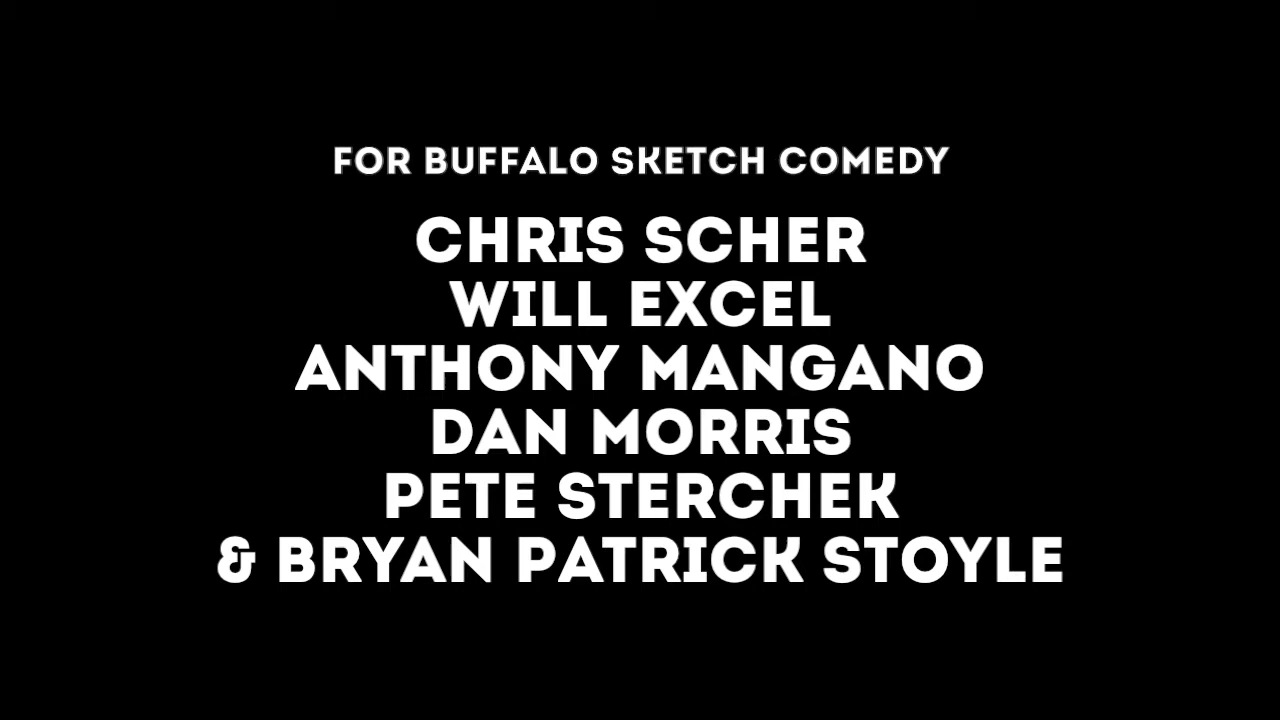 FOR BUFFALO SKETCH COMEDY
CHRIS SCHER
WILL EXCEL
ANTHONY MANGANO
DAN MORRIS
PETE STERCHEK
& BRYAN PATRICK STOYLE